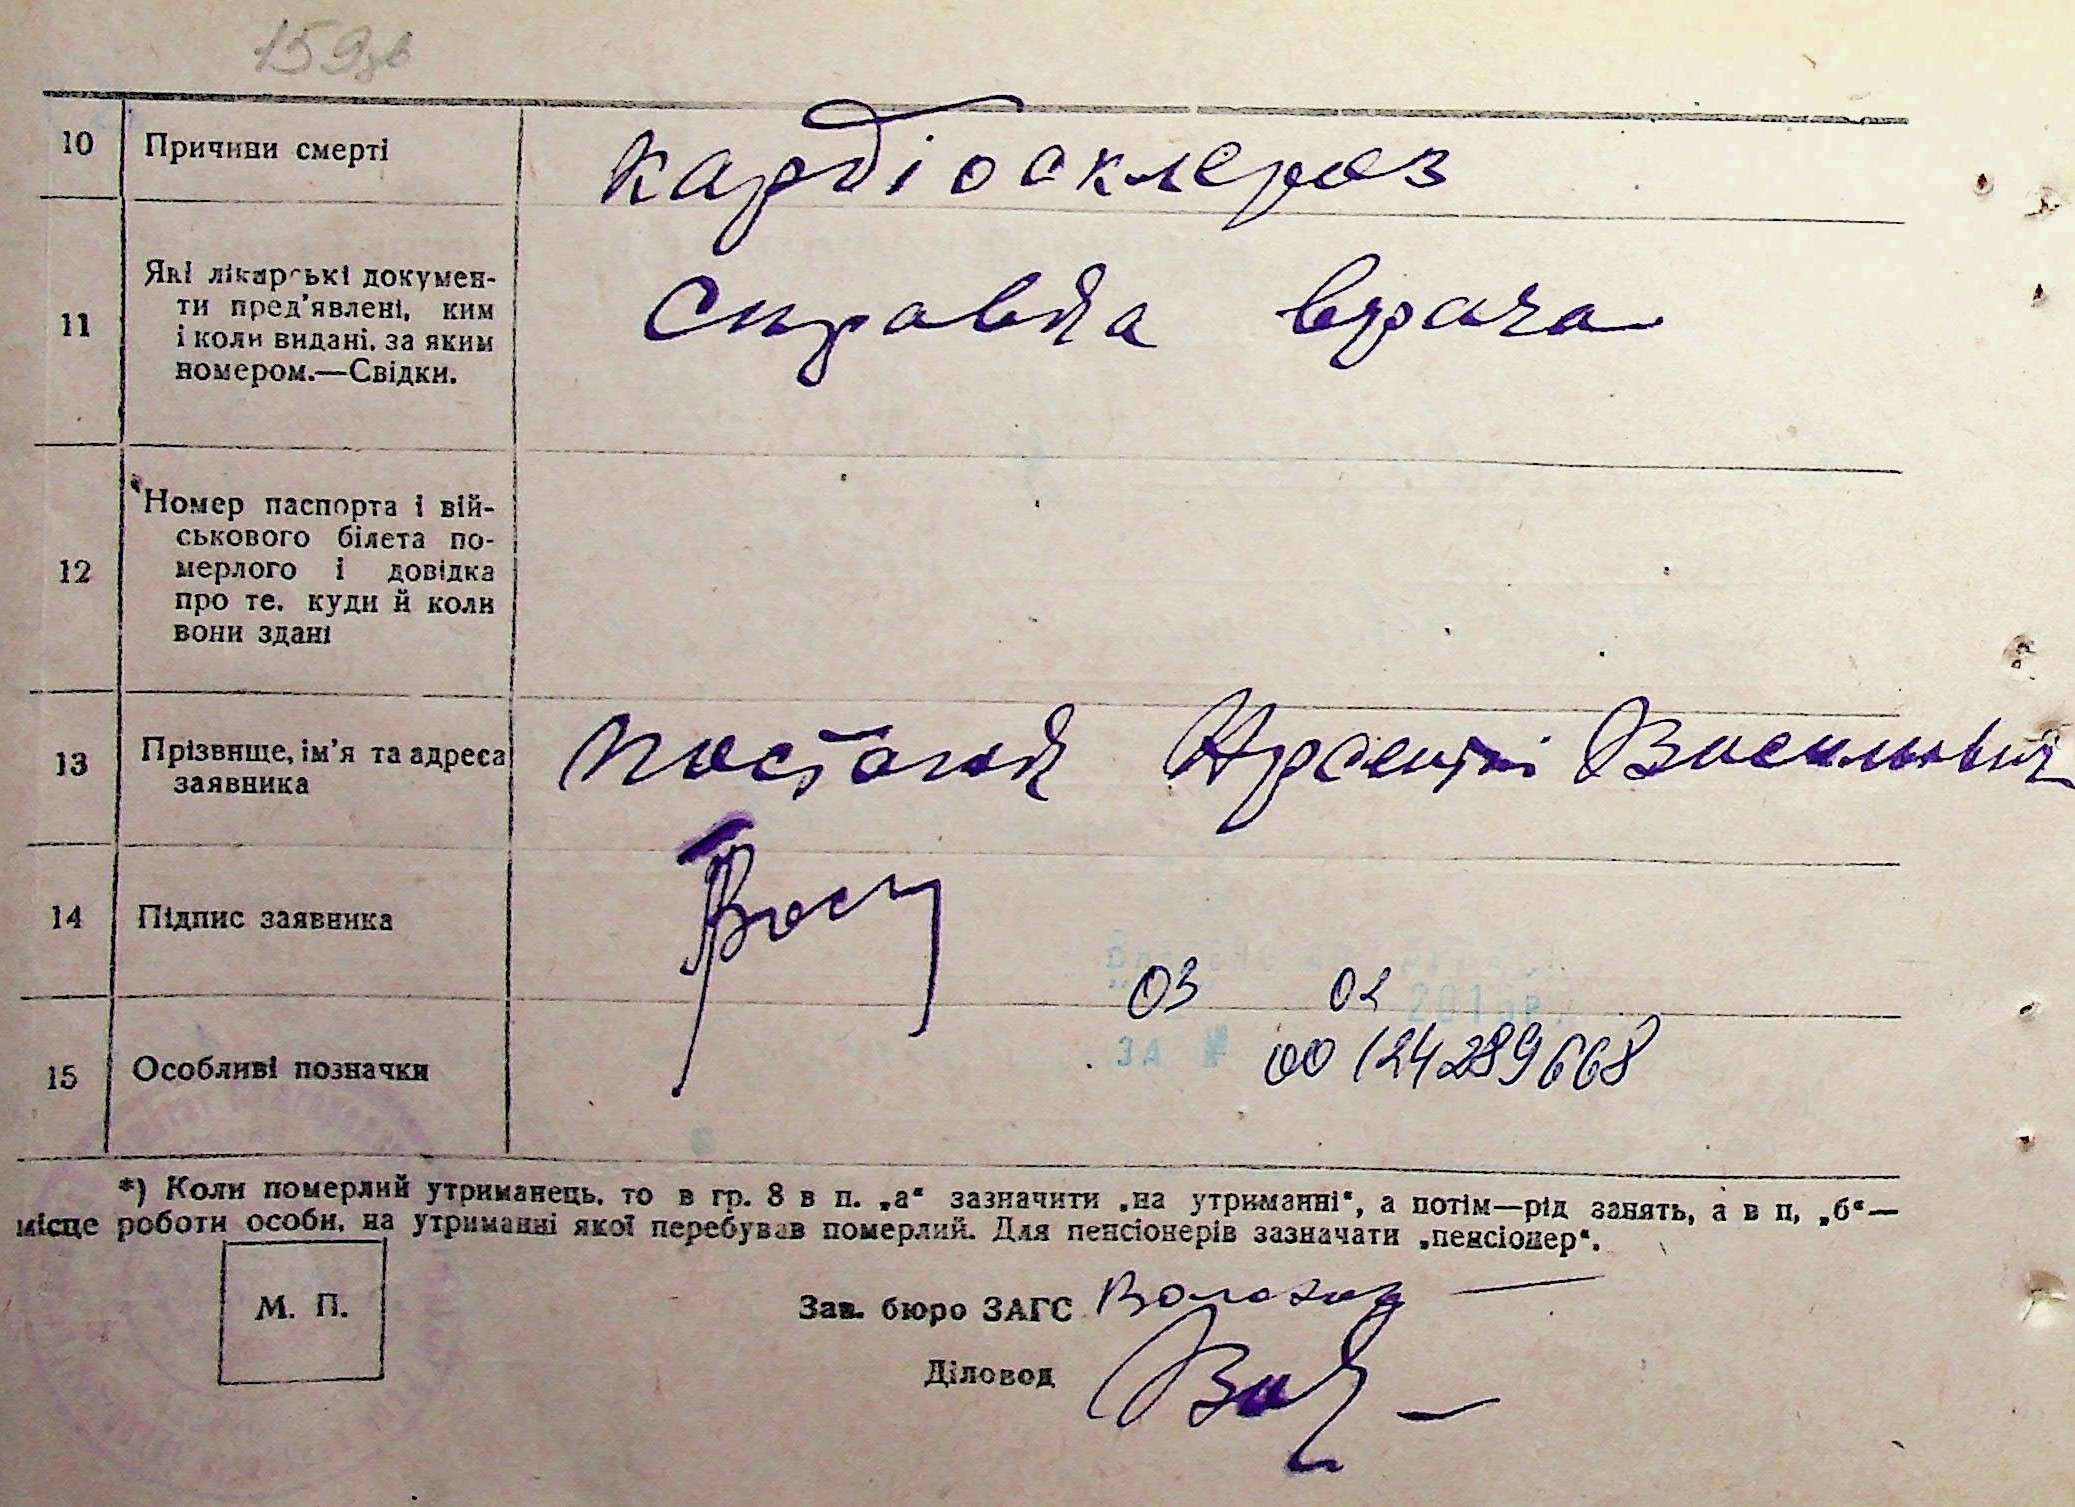 159зв
10 Причини смерті кардіосклероз
11 Які лікарські докумен-
ти пред'явлені, ким
і коли видані, за яким
номером.—Свідки.
Справка врача
12 Номер паспорта і вій-
ськового білета по-
мерлого і довідка
про те, куди й коли
вони здані
13 Прізвище, ім'я та адреса
заявника
Арсентій Васильович
14 Підпис заявника
03 02 2016р.
15 Особливі позначки
ЗА № 00124289668
*) Коли померлий утриманець, то в гр. 8 в п. „а“ зазначити „на утриманні“, а потім—рід занять, а в п, „б“—
місце роботи особи, на утриманні якої перебував померлий. Для пенсіонерів зазначати „пенсіонер“.
М. П.
Зав. бюро ЗАГС
Діловод